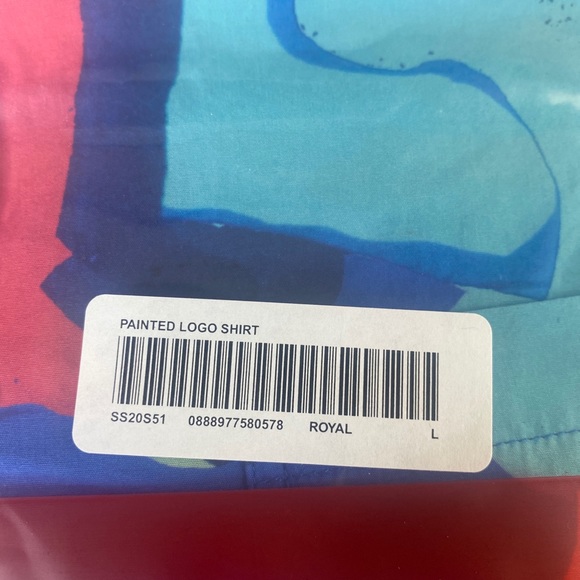 PAINTED LOGO SHIRT
SS20S51 0888977580578 ROYAL L